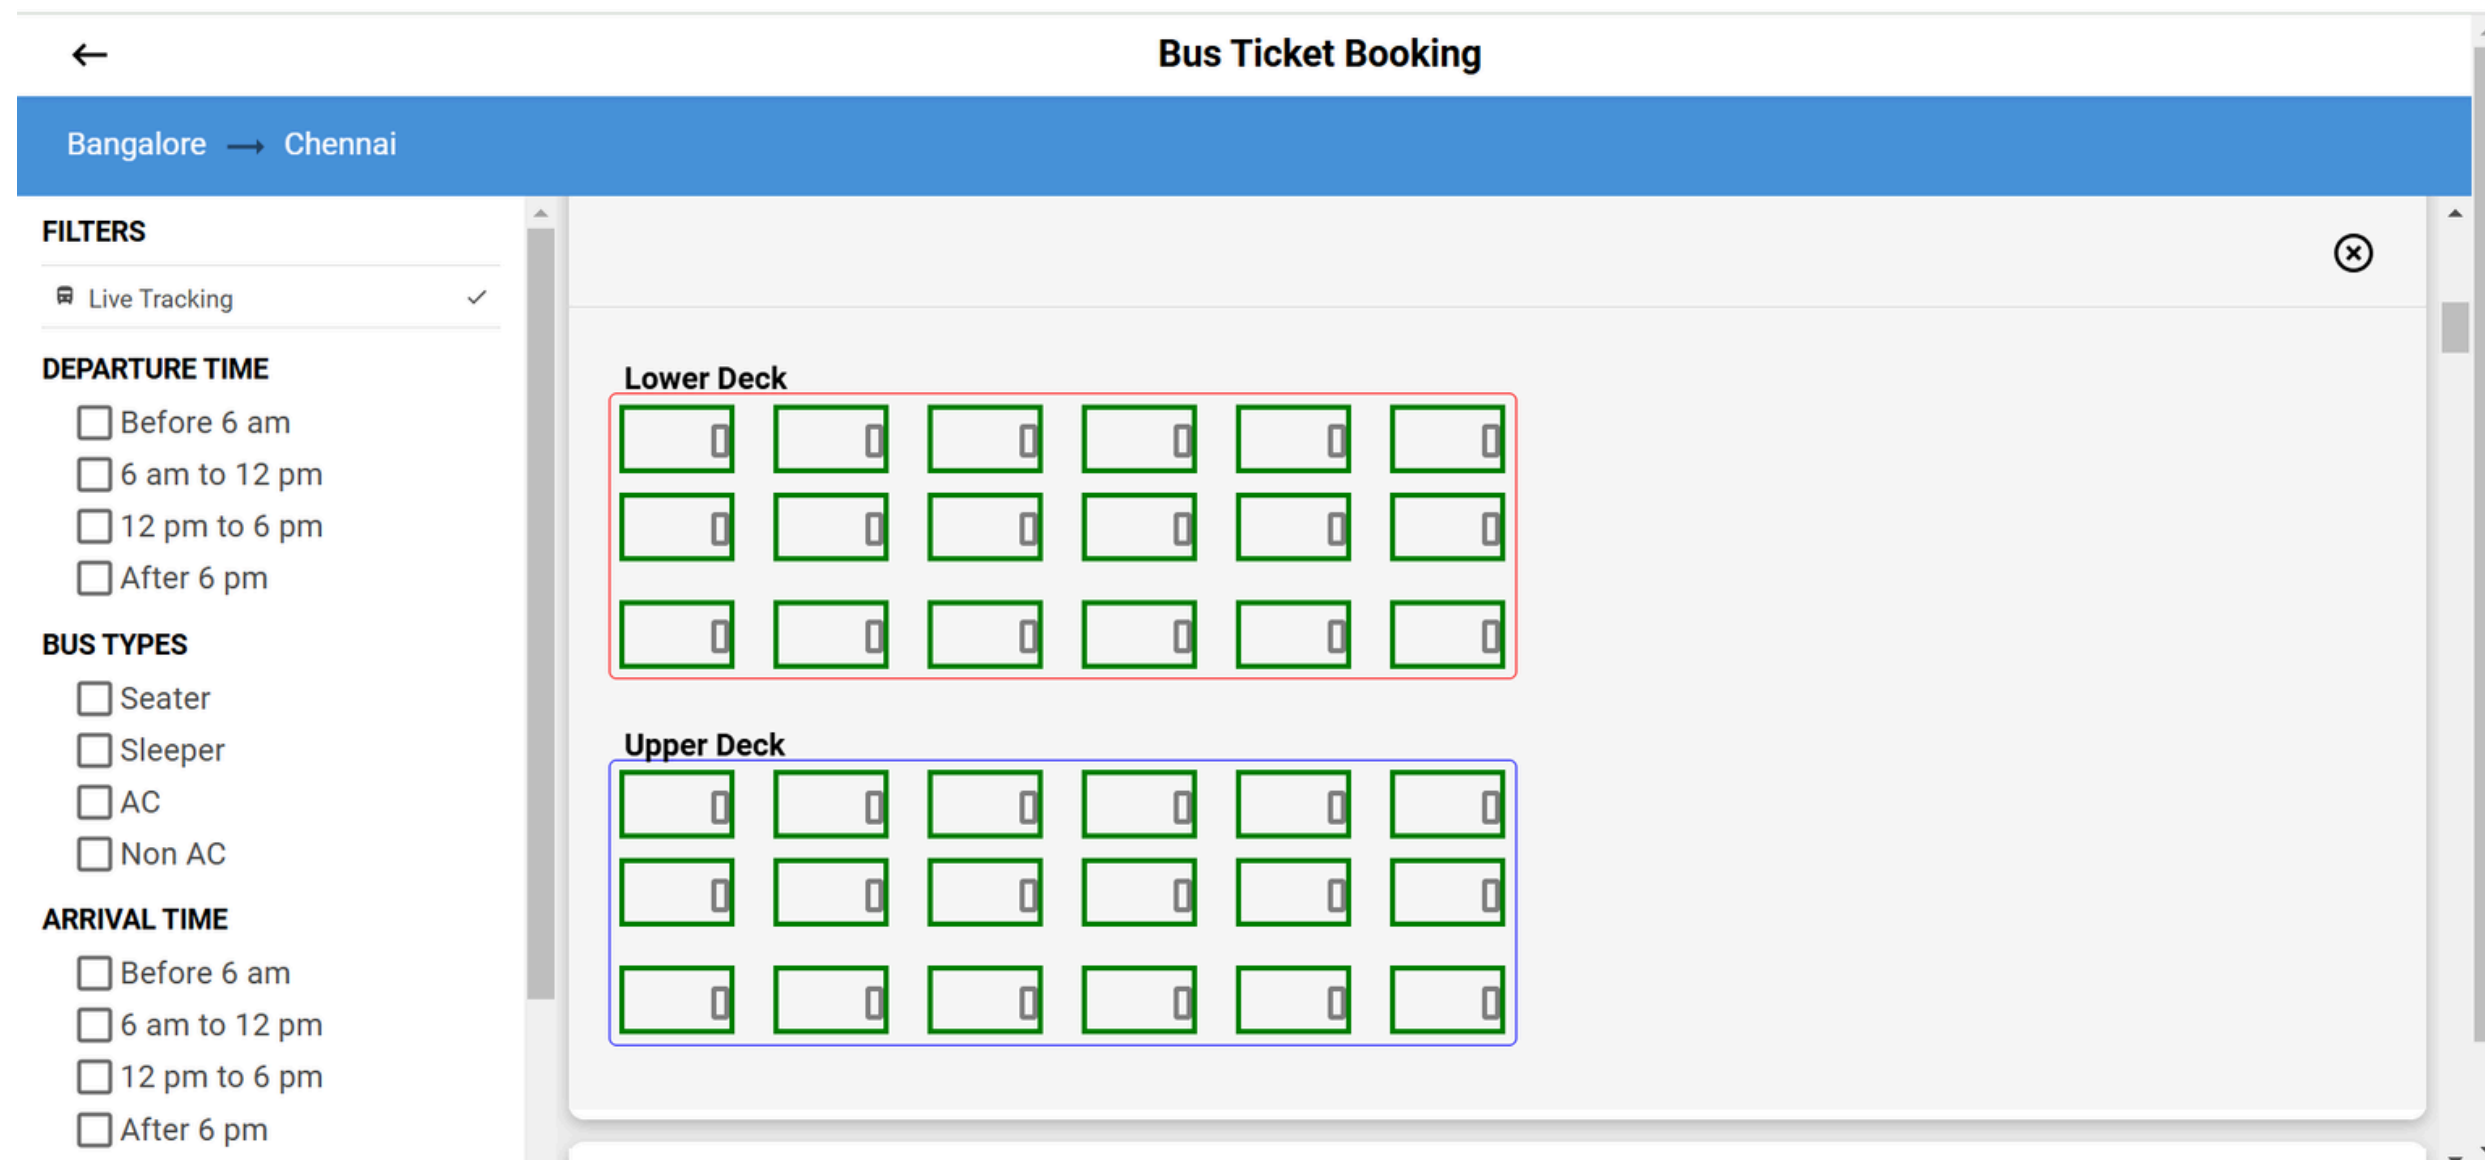 Bus Ticket Booking
Bangalore → Chennai
FILTERS
Live Tracking
DEPARTURE TIME
Before 6 am
6 am to 12 pm
12 pm to 6 pm
After 6 pm
BUS TYPES
Seater
Sleeper
AC
Non AC
ARRIVAL TIME
Before 6 am
6 am to 12 pm
12 pm to 6 pm
After 6 pm
Lower Deck
Upper Deck